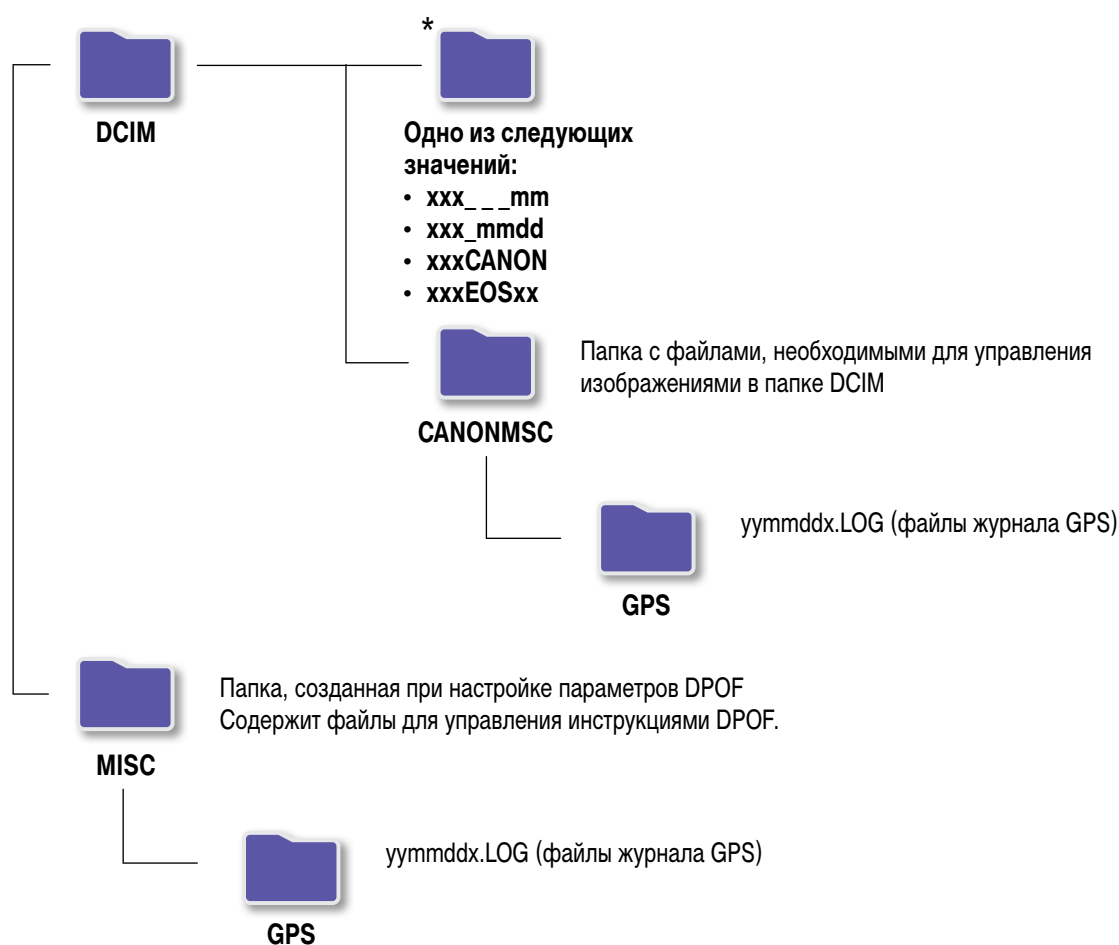 *
DCIM
Одно из следующих
значений:
• xxx_ _ _mm
• xxx_mmdd
• xxxCANON
• xxxEOSxx
Папка с файлами, необходимыми для управления
изображениями в папке DCIM
CANONMSC
yymmddx.LOG (файлы журнала GPS)
GPS
Папка, созданная при настройке параметров DPOF
Содержит файлы для управления инструкциями DPOF.
MISC
yymmddx.LOG (файлы журнала GPS)
GPS